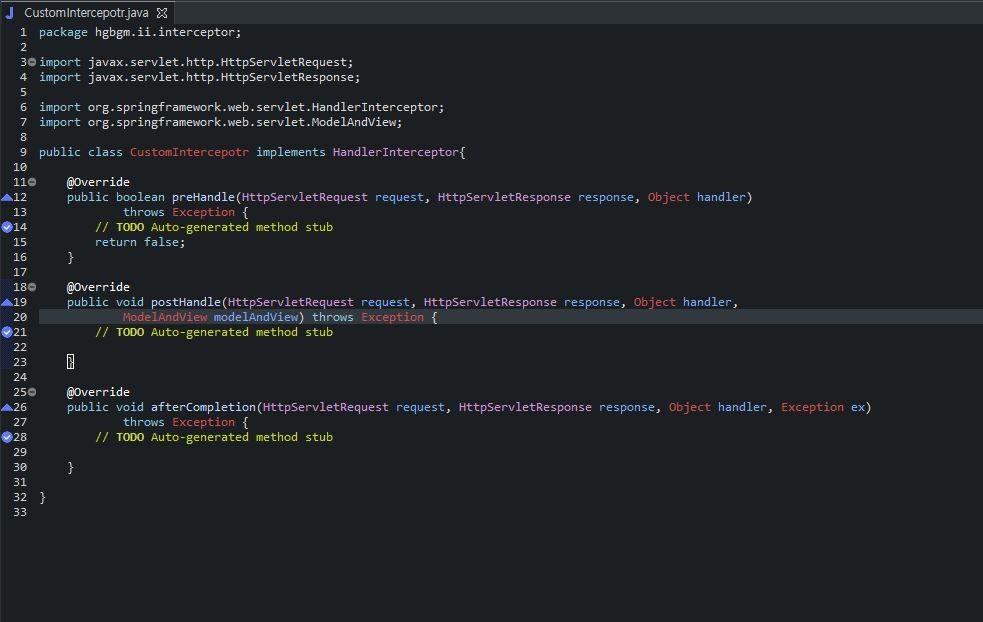 CustomIntercepotr.java
1 package hgbgm.ii.interceptor;
2
3 import javax.servlet.http.HttpServletRequest;
4 import javax.servlet.http.HttpServletResponse;
5
6 import org.springframework.web.servlet.HandlerInterceptor;
7 import org.springframework.web.servlet.ModelAndView;
8
9 public class CustomIntercepotr implements HandlerInterceptor{
10
11     @Override
12     public boolean preHandle(HttpServletRequest request, HttpServletResponse response, Object handler)
13             throws Exception {
14         // TODO Auto-generated method stub
15         return false;
16     }
17
18     @Override
19     public void postHandle(HttpServletRequest request, HttpServletResponse response, Object handler,
20             ModelAndView modelAndView) throws Exception {
21         // TODO Auto-generated method stub
22
23     }
24
25     @Override
26     public void afterCompletion(HttpServletRequest request, HttpServletResponse response, Object handler, Exception ex)
27             throws Exception {
28         // TODO Auto-generated method stub
29
30     }
31
32 }
33